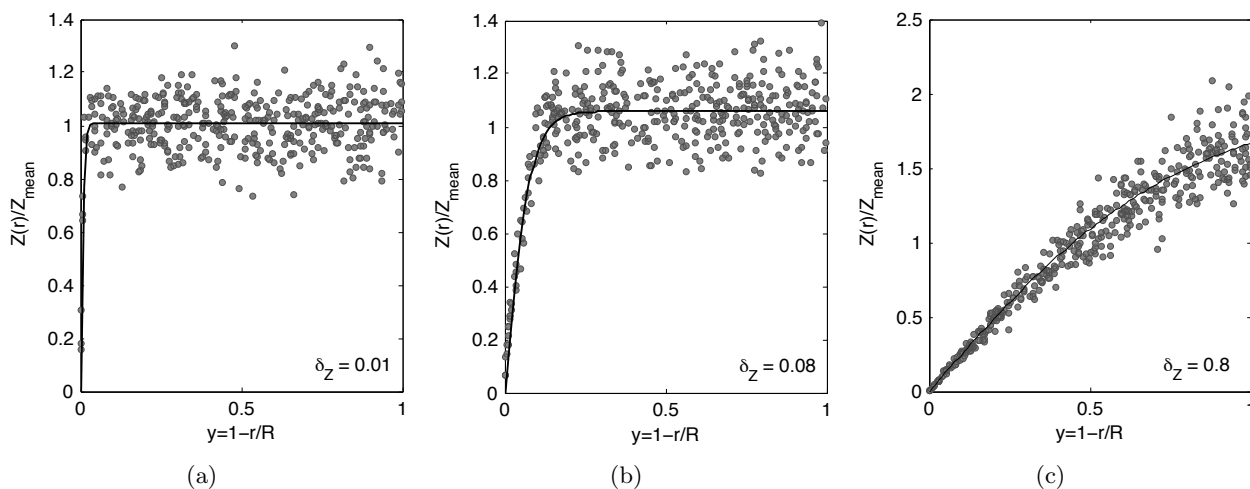 1.4
1.2
1
0.8
0.6
0.4
0.2
0
0 0.5 1
Z(r)/Z_mean
y=1−r/R
δ_Z = 0.01
(a)
1.4
1.2
1
0.8
0.6
0.4
0.2
0
0 0.5 1
Z(r)/Z_mean
y=1−r/R
δ_Z = 0.08
(b)
2.5
2
1.5
1
0.5
0
0 0.5 1
Z(r)/Z_mean
y=1−r/R
δ_Z = 0.8
(c)